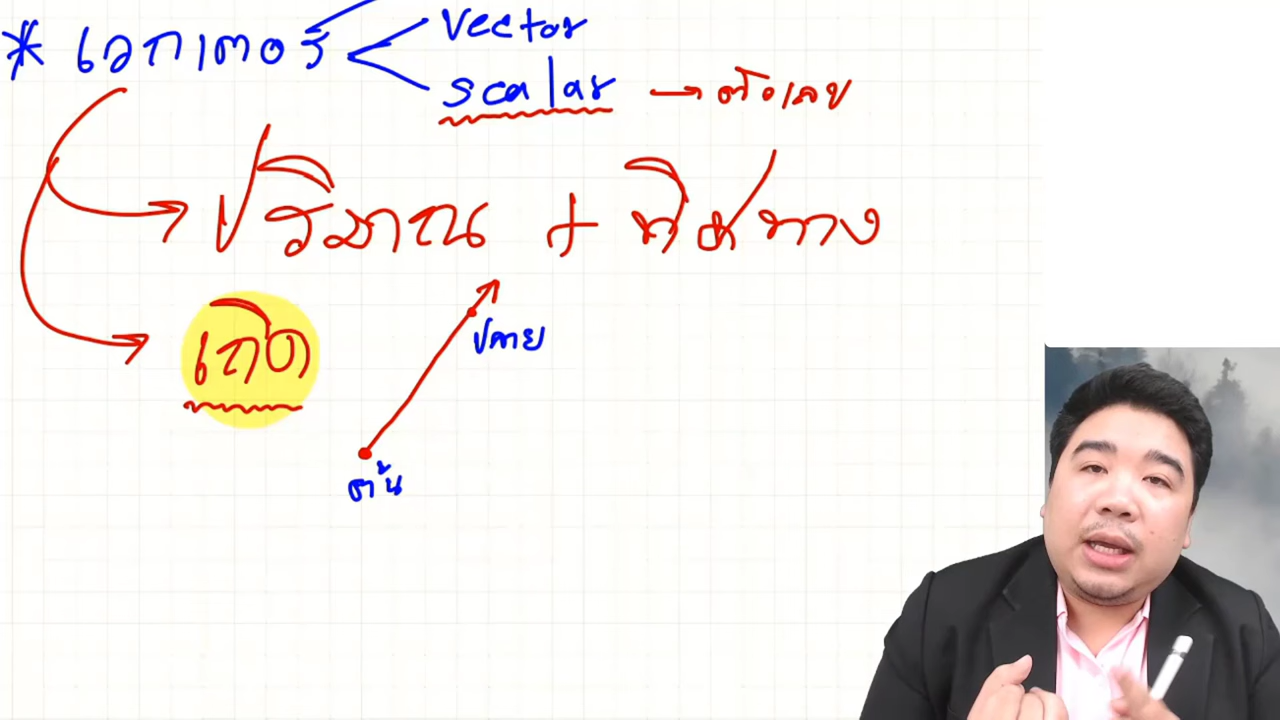 * เวกเตอร์ vector
scalar → ตัวเลข
ปริมาณ + ทิศทาง
เกิด
ปลาย
ต้น